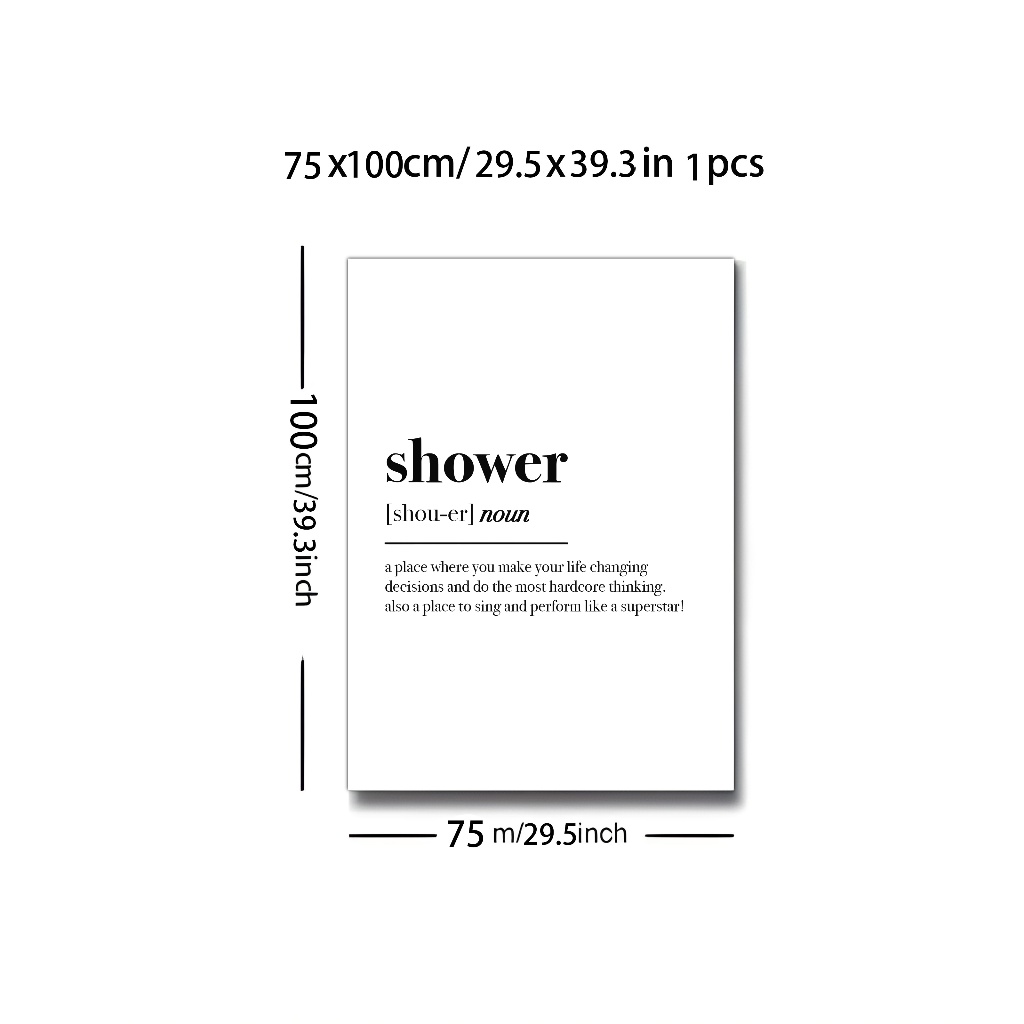 75x100cm/ 29.5x39.3in 1pcs
100cm/39.3inch
shower
[shou-er] noun
a place where you make your life changing
decisions and do the most hardcore thinking.
also a place to sing and perform like a superstar!
75 m/29.5inch